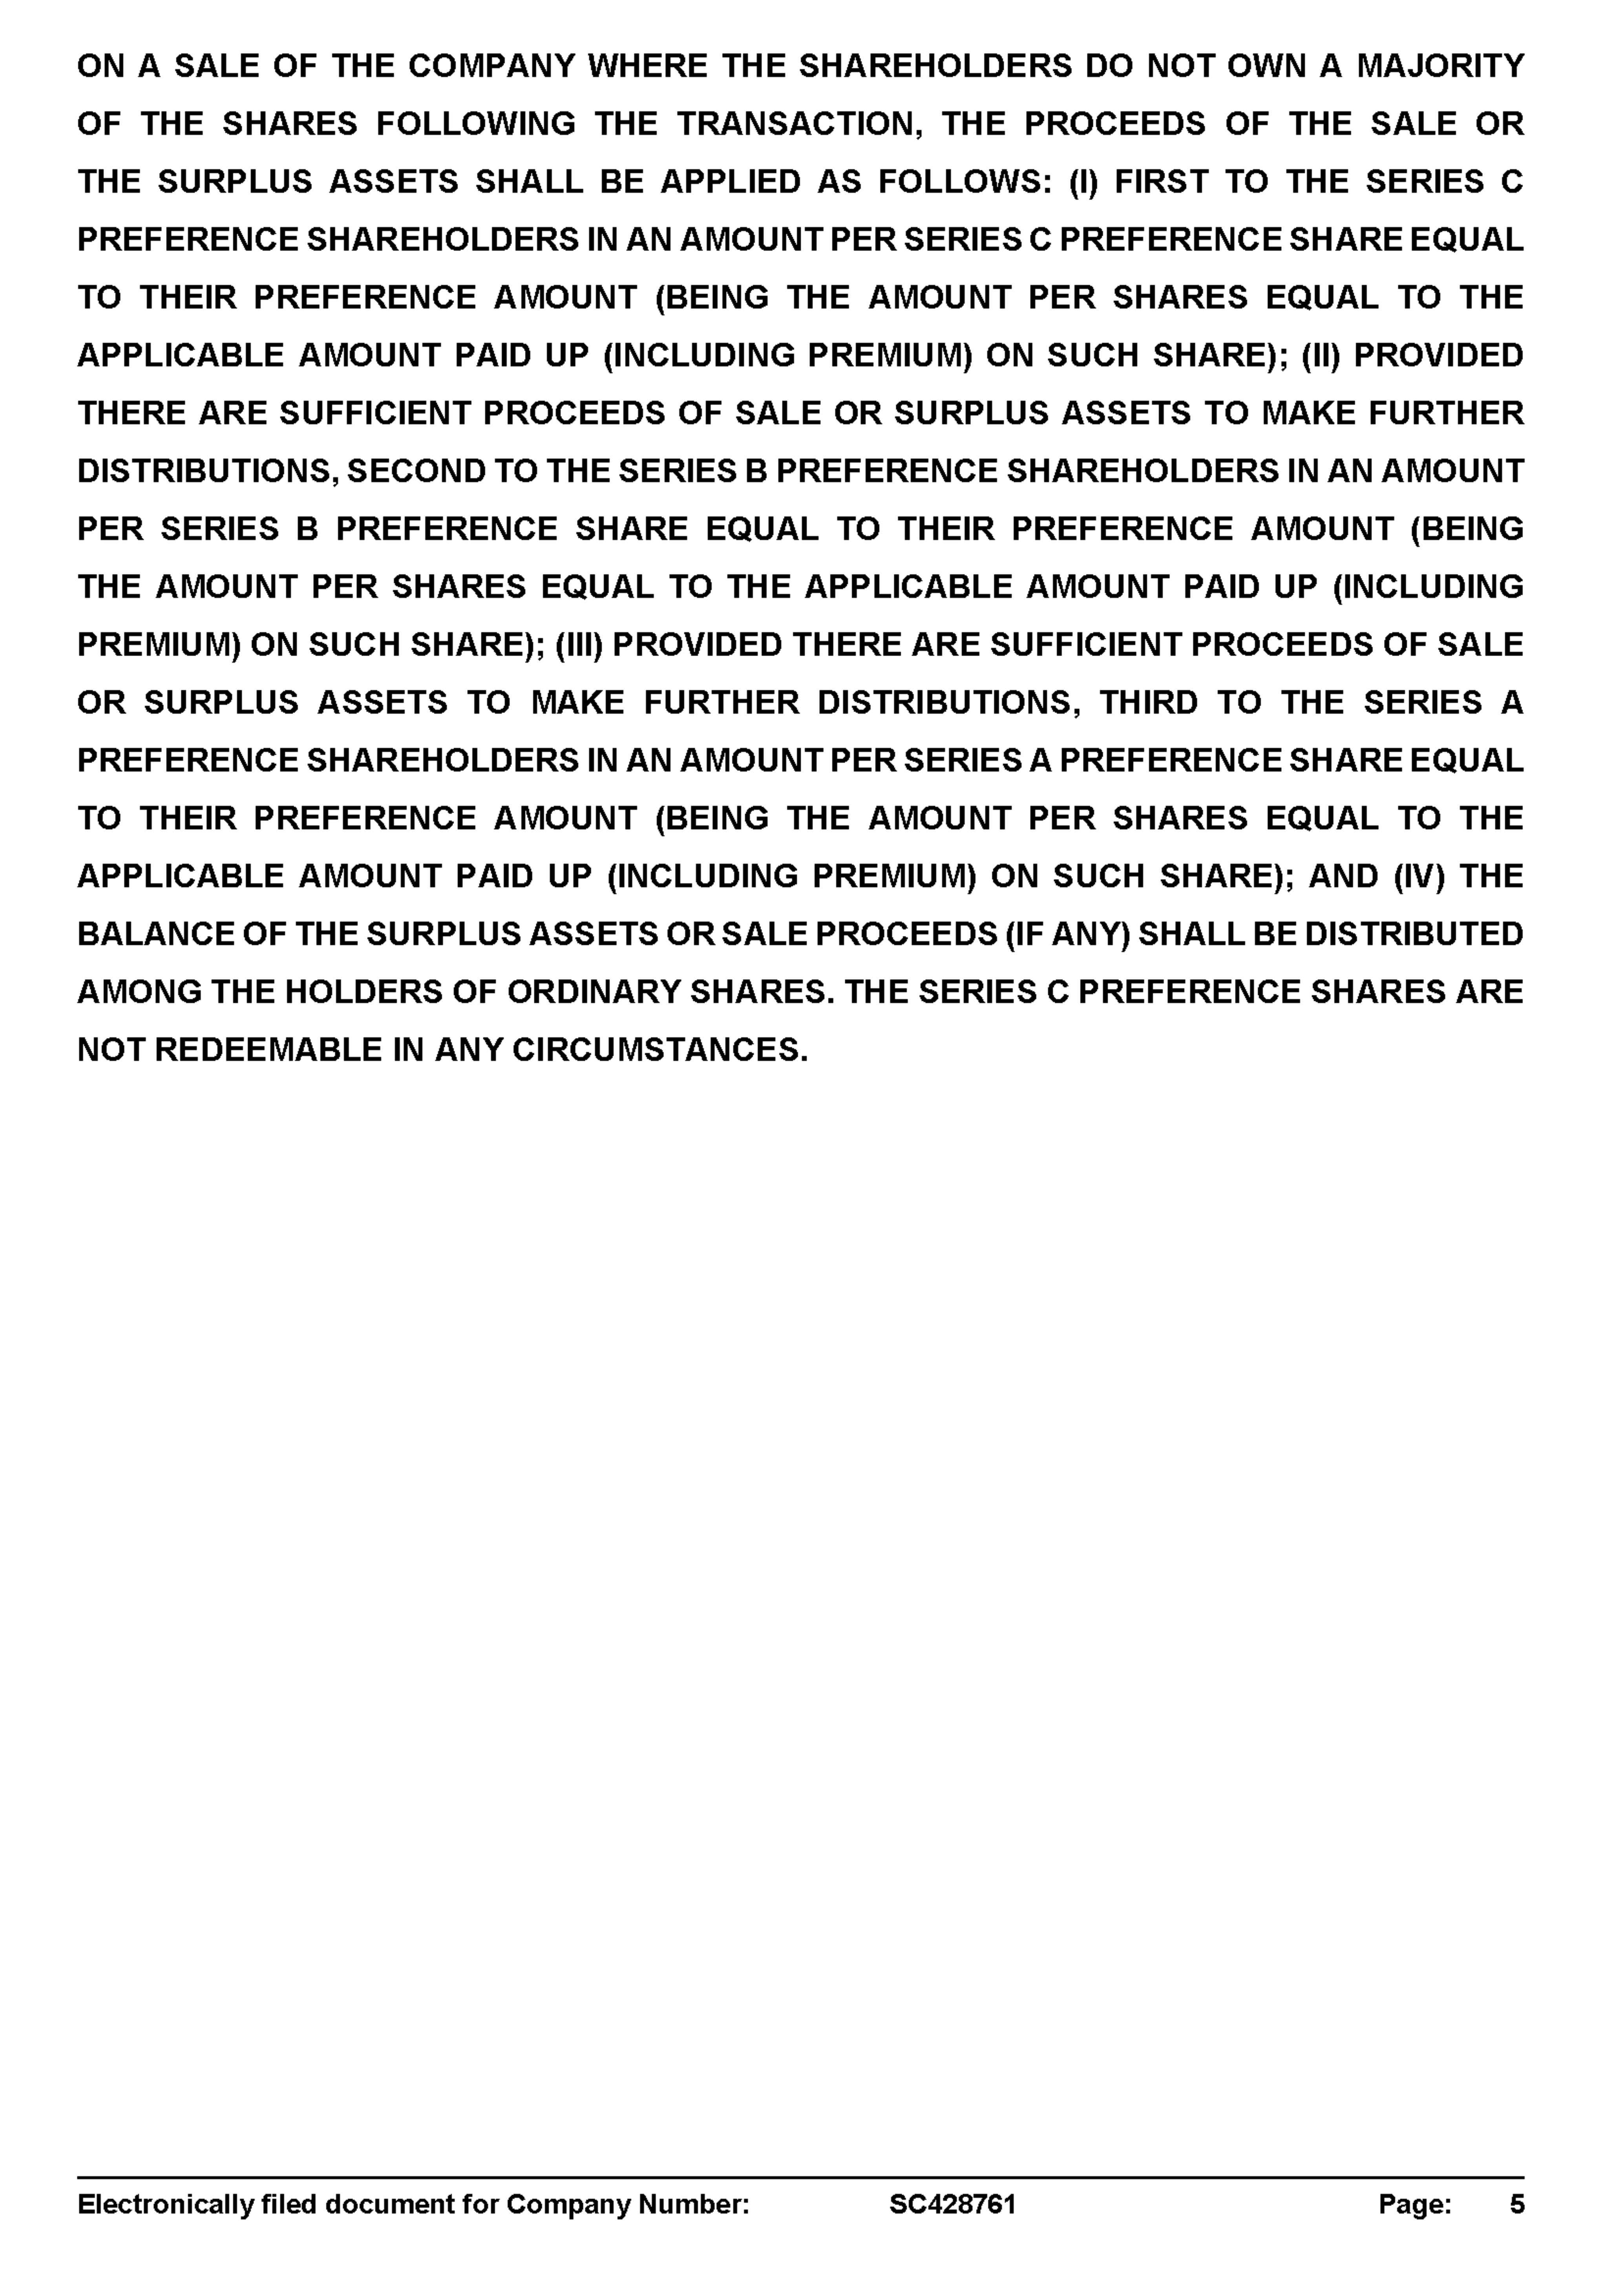 ON A SALE OF THE COMPANY WHERE THE SHAREHOLDERS DO NOT OWN A MAJORITY
OF THE SHARES FOLLOWING THE TRANSACTION, THE PROCEEDS OF THE SALE OR
THE SURPLUS ASSETS SHALL BE APPLIED AS FOLLOWS: (I) FIRST TO THE SERIES C
PREFERENCE SHAREHOLDERS IN AN AMOUNT PER SERIES C PREFERENCE SHARE EQUAL
TO THEIR PREFERENCE AMOUNT (BEING THE AMOUNT PER SHARES EQUAL TO THE
APPLICABLE AMOUNT PAID UP (INCLUDING PREMIUM) ON SUCH SHARE); (II) PROVIDED
THERE ARE SUFFICIENT PROCEEDS OF SALE OR SURPLUS ASSETS TO MAKE FURTHER
DISTRIBUTIONS, SECOND TO THE SERIES B PREFERENCE SHAREHOLDERS IN AN AMOUNT
PER SERIES B PREFERENCE SHARE EQUAL TO THEIR PREFERENCE AMOUNT (BEING
THE AMOUNT PER SHARES EQUAL TO THE APPLICABLE AMOUNT PAID UP (INCLUDING
PREMIUM) ON SUCH SHARE); (III) PROVIDED THERE ARE SUFFICIENT PROCEEDS OF SALE
OR SURPLUS ASSETS TO MAKE FURTHER DISTRIBUTIONS, THIRD TO THE SERIES A
PREFERENCE SHAREHOLDERS IN AN AMOUNT PER SERIES A PREFERENCE SHARE EQUAL
TO THEIR PREFERENCE AMOUNT (BEING THE AMOUNT PER SHARES EQUAL TO THE
APPLICABLE AMOUNT PAID UP (INCLUDING PREMIUM) ON SUCH SHARE); AND (IV) THE
BALANCE OF THE SURPLUS ASSETS OR SALE PROCEEDS (IF ANY) SHALL BE DISTRIBUTED
AMONG THE HOLDERS OF ORDINARY SHARES. THE SERIES C PREFERENCE SHARES ARE
NOT REDEEMABLE IN ANY CIRCUMSTANCES.
Electronically filed document for Company Number: SC428761 Page: 5